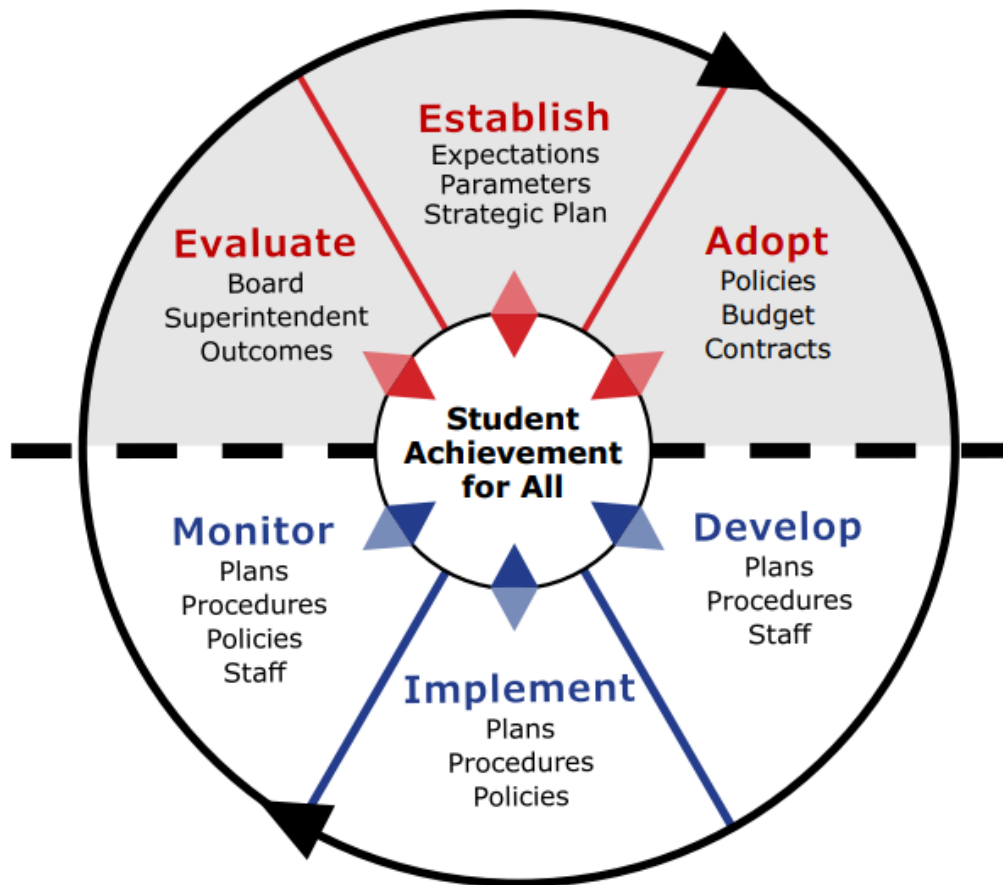 Establish
Expectations
Parameters
Strategic Plan
Adopt
Policies
Budget
Contracts
Develop
Plans
Procedures
Staff
Implement
Plans
Procedures
Policies
Monitor
Plans
Procedures
Policies
Staff
Evaluate
Board
Superintendent
Outcomes
Student
Achievement
for All